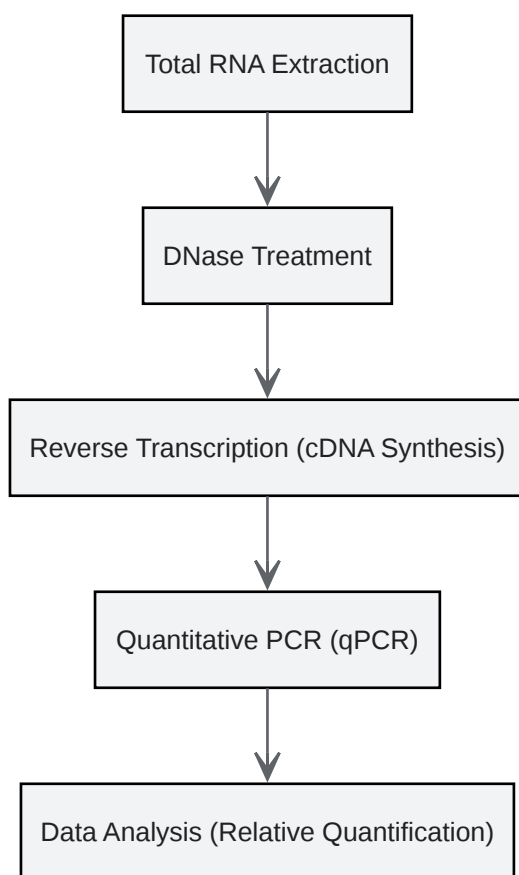 Total RNA Extraction
DNase Treatment
Reverse Transcription (cDNA Synthesis)
Quantitative PCR (qPCR)
Data Analysis (Relative Quantification)